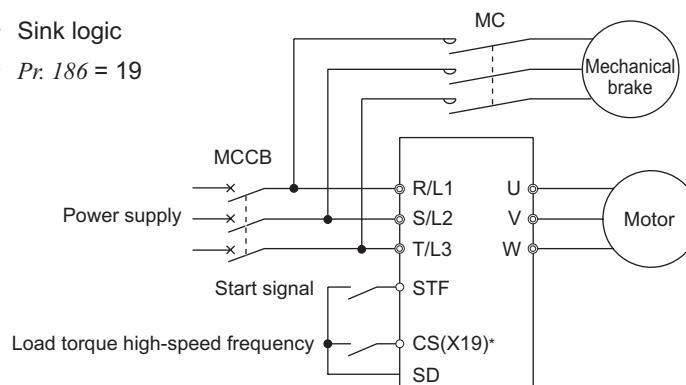 Sink logic
Pr. 186 = 19
MC
Mechanical
brake
MCCB
Power supply
R/L1
S/L2
T/L3
U
V
W
Motor
Start signal
STF
Load torque high-speed frequency
CS(X19)*
SD